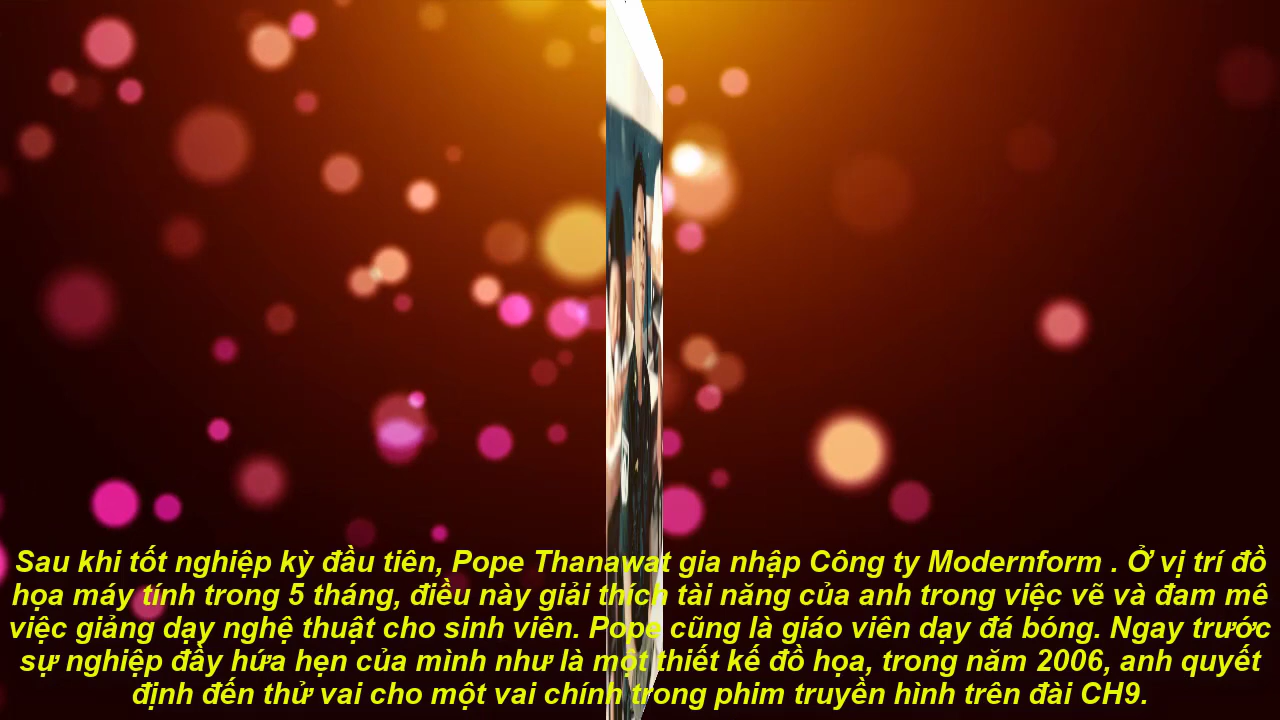 Sau khi tốt nghiệp kỳ đầu tiên, Pope Thanawat gia nhập Công ty Modernform . Ở vị trí đồ
họa máy tính trong 5 tháng, điều này giải thích tài năng của anh trong việc vẽ và đam mê
việc giảng dạy nghệ thuật cho sinh viên. Pope cũng là giáo viên dạy đá bóng. Ngay trước
sự nghiệp đầy hứa hẹn của mình như là một thiết kế đồ họa, trong năm 2006, anh quyết
định đến thử vai cho một vai chính trong phim truyền hình trên đài CH9.